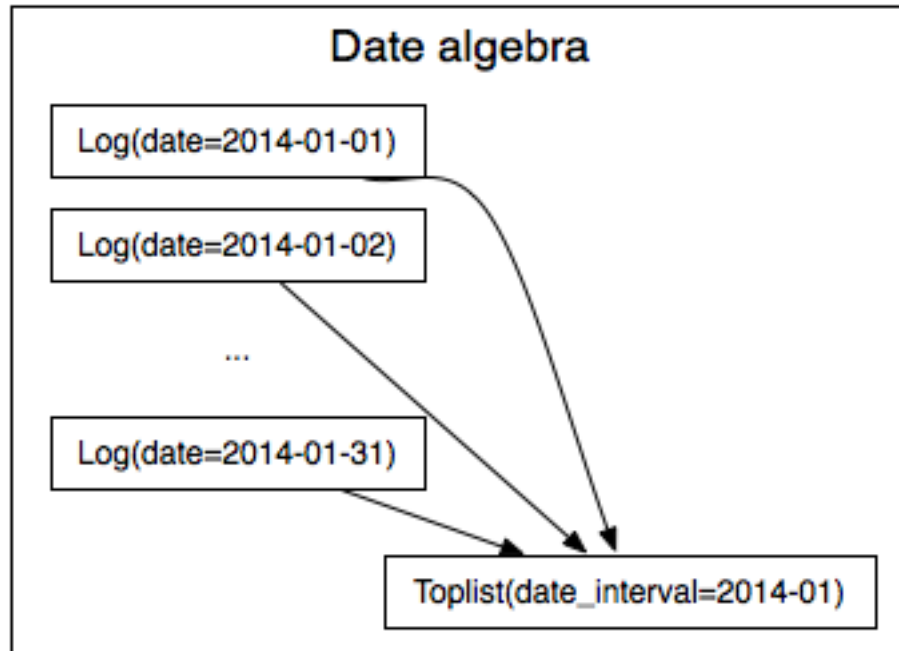 Date algebra
Log(date=2014-01-01)
Log(date=2014-01-02)
...
Log(date=2014-01-31)
Toplist(date_interval=2014-01)